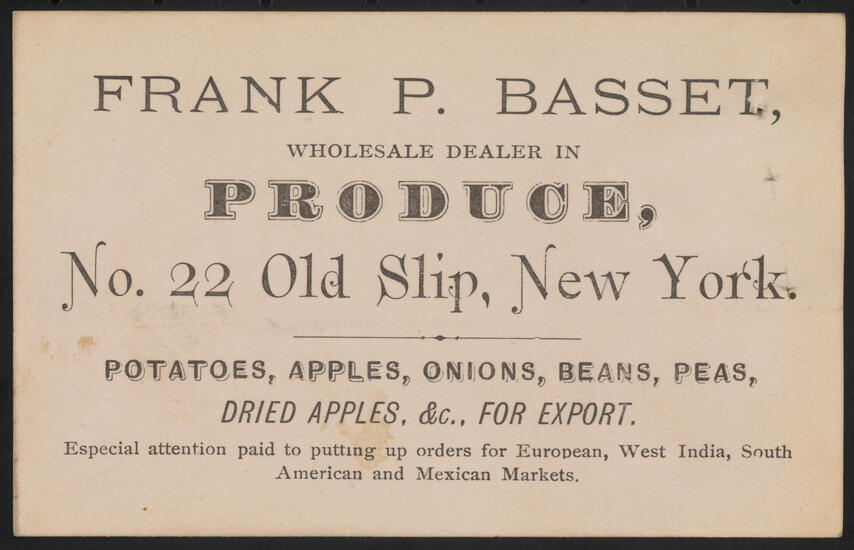 FRANK P. BASSET,
WHOLESALE DEALER IN
PRODUCE,
No. 22 Old Slip, New York.
POTATOES, APPLES, ONIONS, BEANS, PEAS,
DRIED APPLES, &c., FOR EXPORT.
Especial attention paid to putting up orders for European, West India, South
American and Mexican Markets.